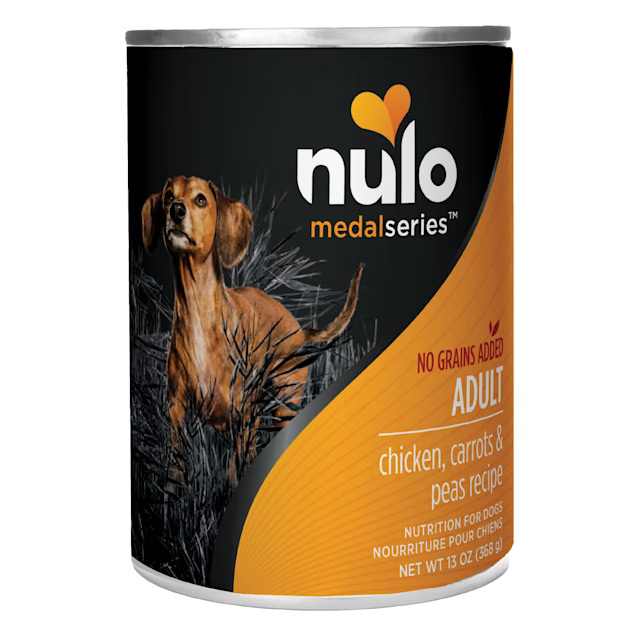 nulo
medalseries™
NO GRAINS ADDED
ADULT
chicken, carrots &
peas recipe
NUTRITION FOR DOGS
NOURRITURE POUR CHIENS
NET WT 13 OZ (368 g)